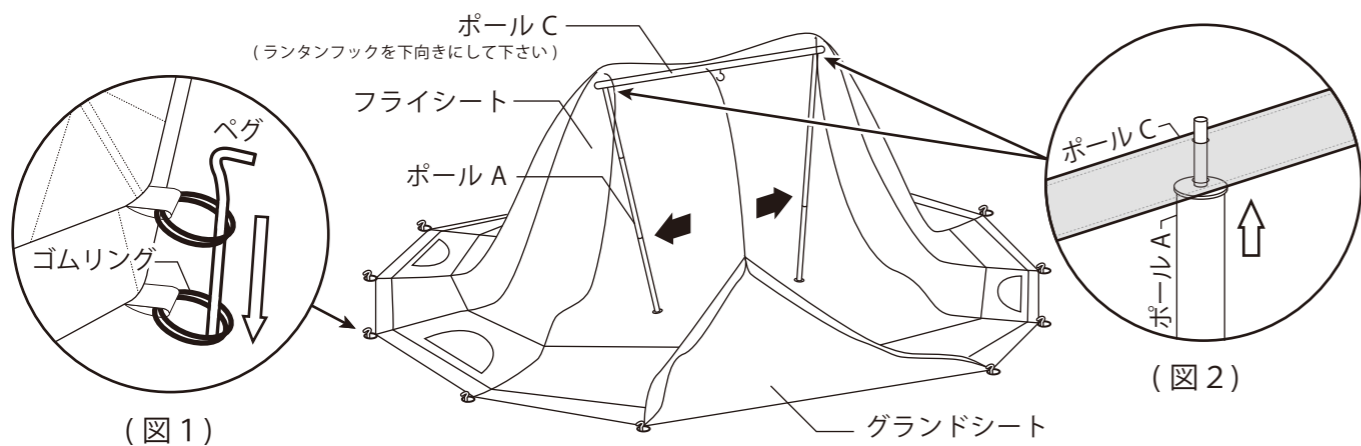 ポール C
( ランタンフックを下向きにして下さい )
フライシート
ポール A
ペグ
ゴムリング
( 図 1 )
ポール C
ポール A
( 図 2 )
グランドシート